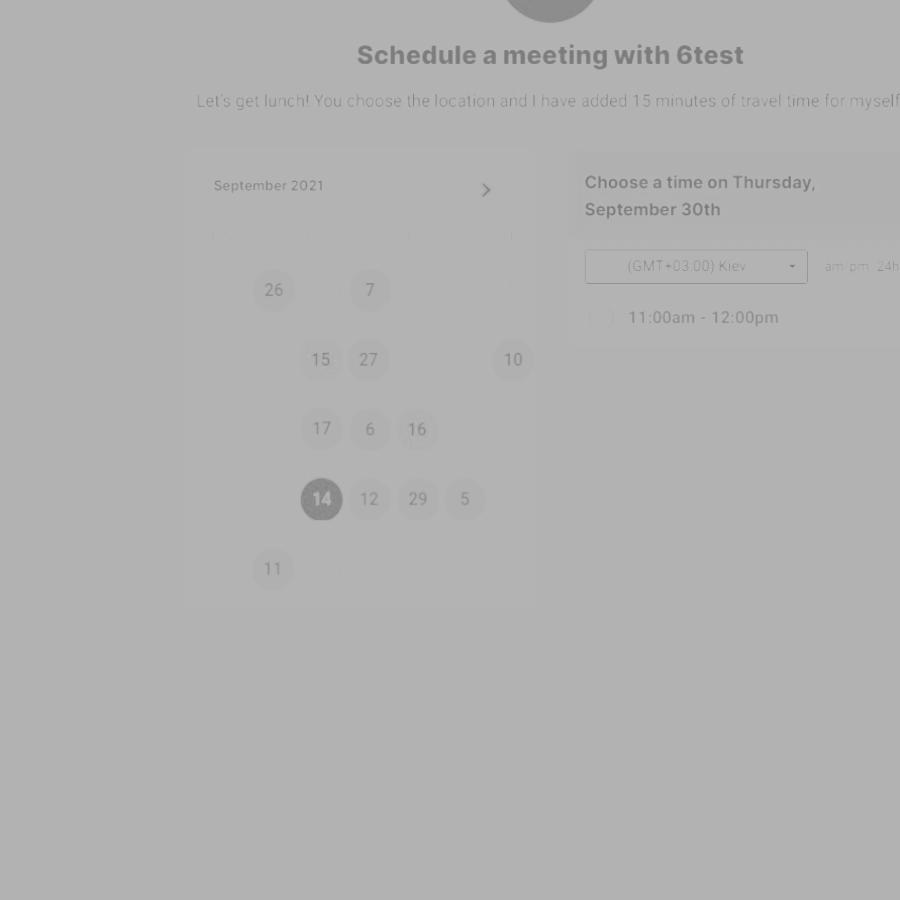 Schedule a meeting with 6test
Let's get lunch! You choose the location and I have added 15 minutes of travel time for myself
September 2021
Choose a time on Thursday,
September 30th
(GMT+03:00) Kiev
am/pm 24h
11:00am - 12:00pm
26 7
15 27 10
17 6 16
14 12 29 5
11